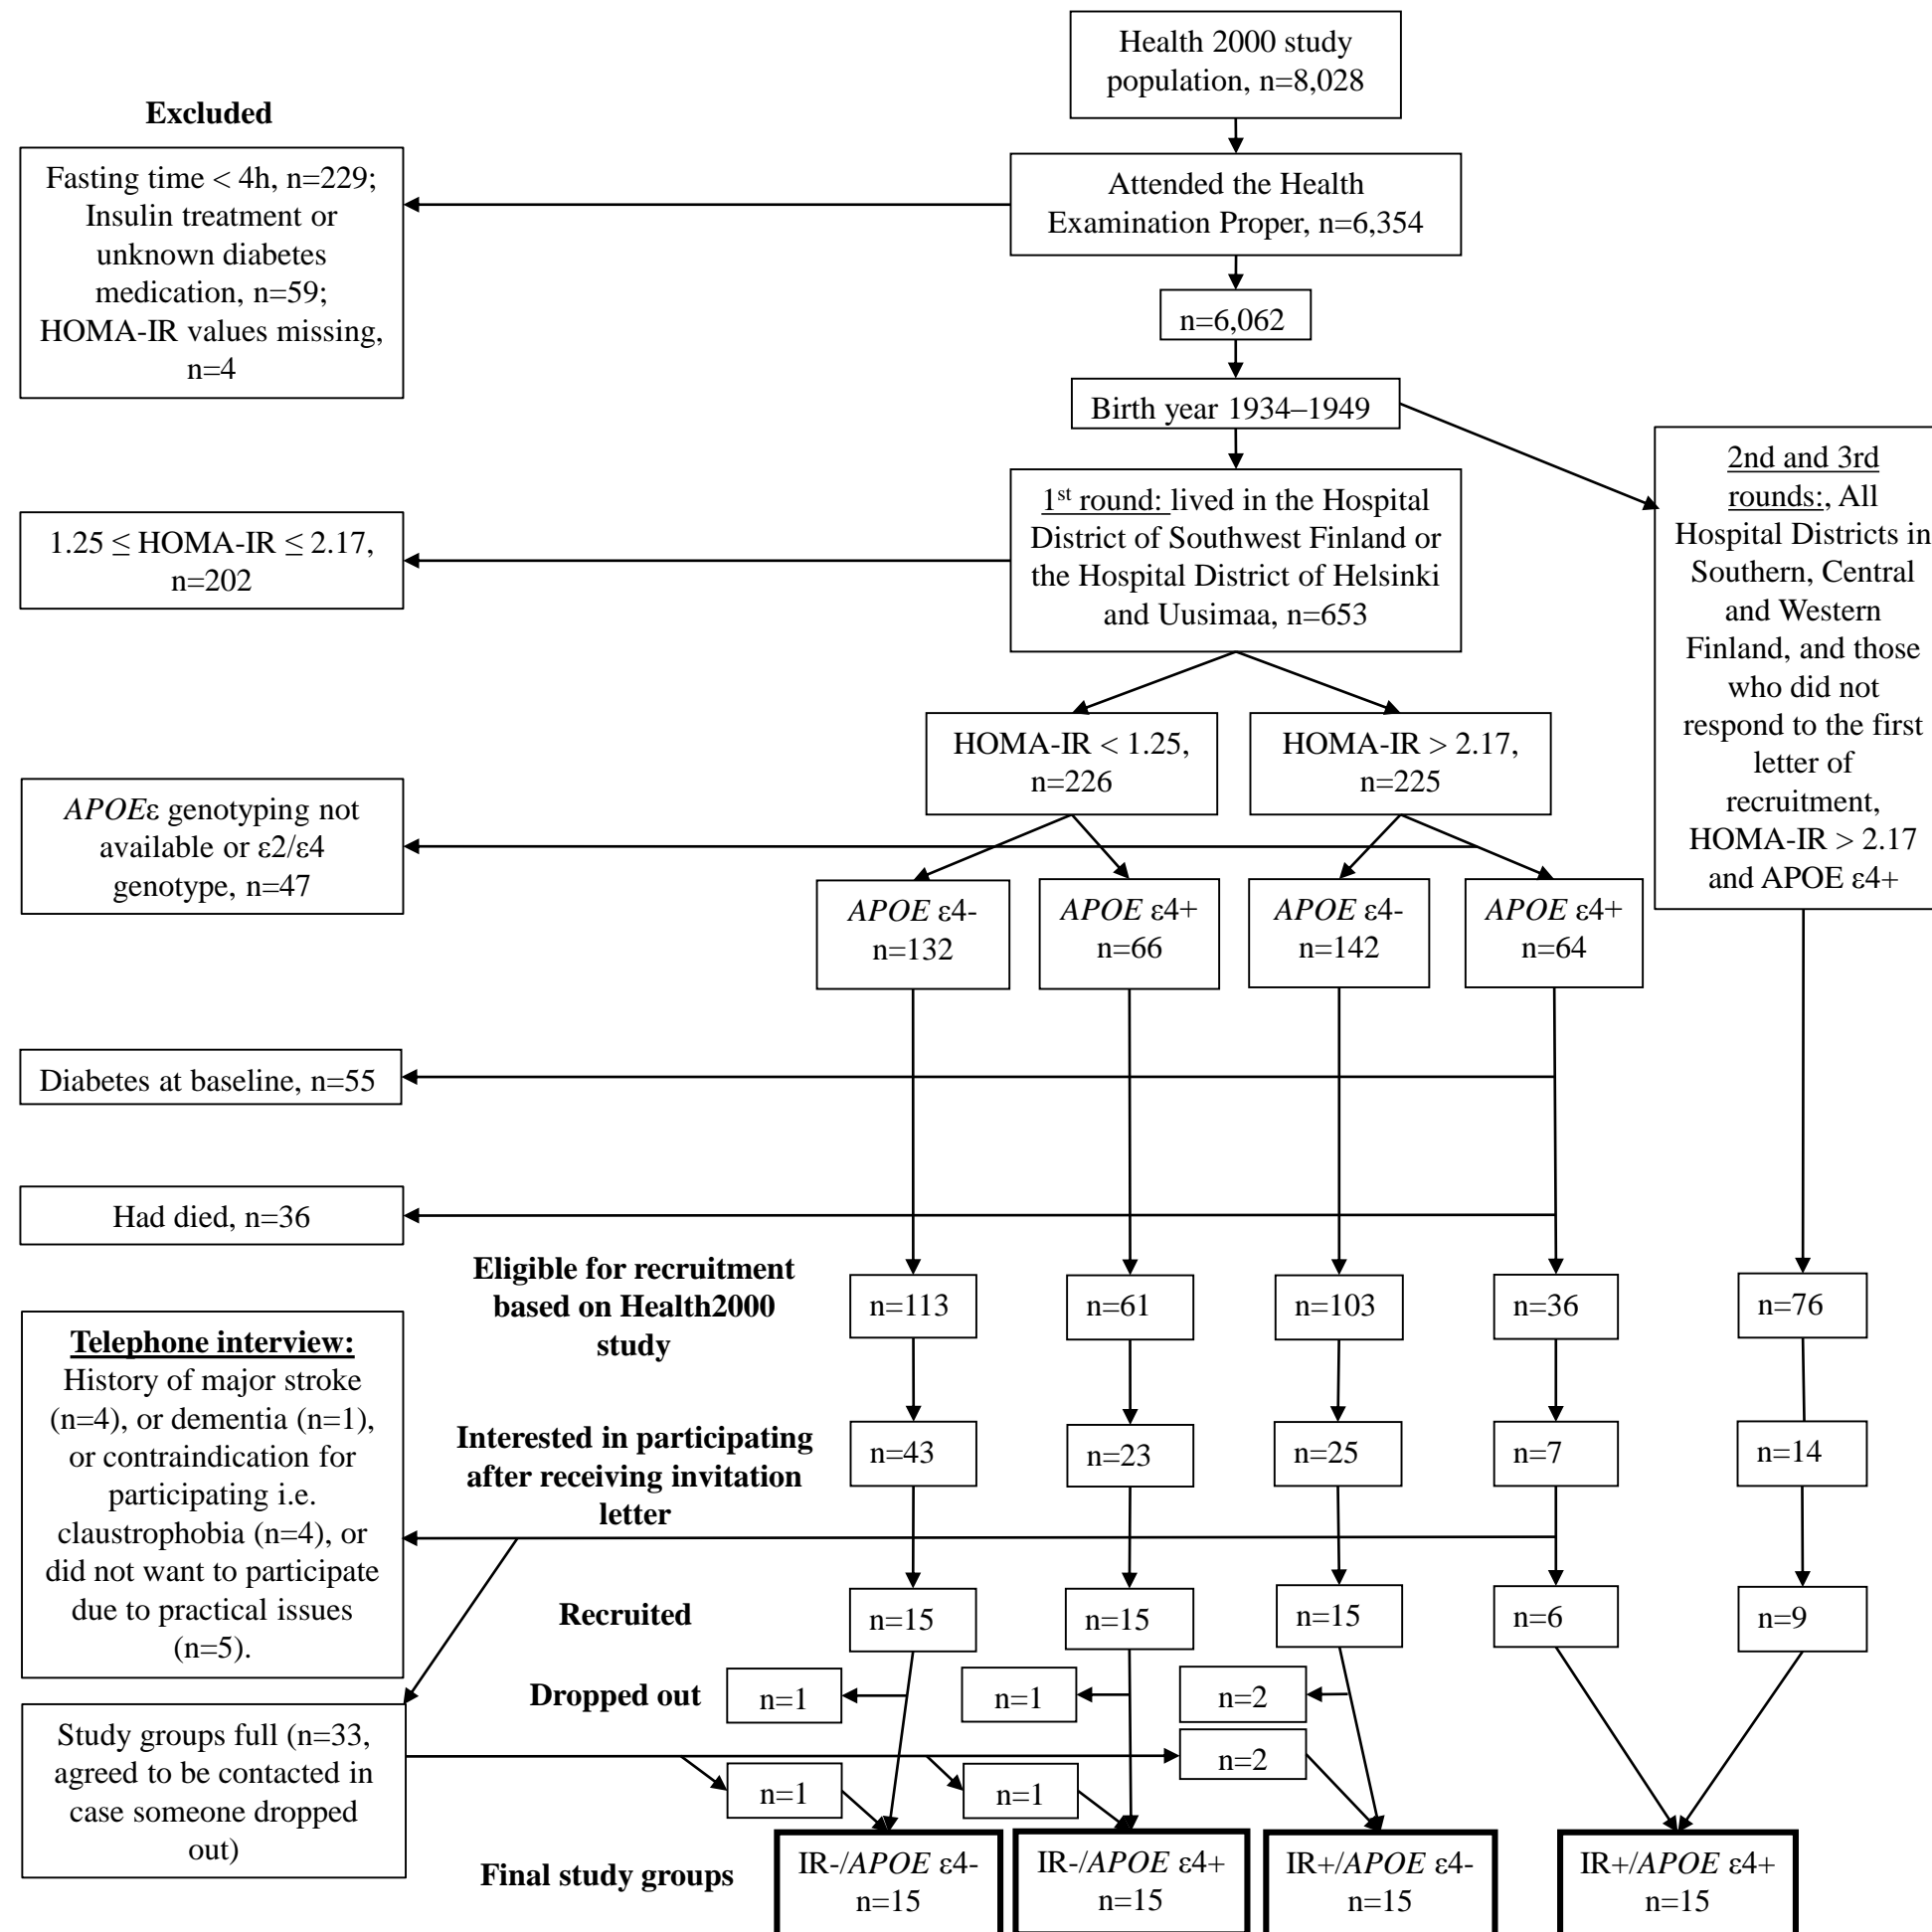 Health 2000 study
population, n=8,028
Excluded
Fasting time < 4h, n=229;
Insulin treatment or
unknown diabetes
medication, n=59;
HOMA-IR values missing,
n=4
Attended the Health
Examination Proper, n=6,354
n=6,062
Birth year 1934–1949
1st round: lived in the Hospital
District of Southwest Finland or
the Hospital District of Helsinki
and Uusimaa, n=653
2nd and 3rd
rounds:, All
Hospital Districts in
Southern, Central
and Western
Finland, and those
who did not
respond to the first
letter of
recruitment,
HOMA-IR > 2.17
and APOE ε4+
1.25 ≤ HOMA-IR ≤ 2.17,
n=202
HOMA-IR < 1.25,
n=226
HOMA-IR > 2.17,
n=225
APOEε genotyping not
available or ε2/ε4
genotype, n=47
APOE ε4-
n=132
APOE ε4+
n=66
APOE ε4-
n=142
APOE ε4+
n=64
Diabetes at baseline, n=55
Had died, n=36
Eligible for recruitment
based on Health2000
study
n=113
n=61
n=103
n=36
n=76
Telephone interview:
History of major stroke
(n=4), or dementia (n=1),
or contraindication for
participating i.e.
claustrophobia (n=4), or
did not want to participate
due to practical issues
(n=5).
Interested in participating
after receiving invitation
letter
n=43
n=23
n=25
n=7
n=14
Recruited
n=15
n=15
n=15
n=6
n=9
Dropped out
n=1
n=1
n=2
Study groups full (n=33,
agreed to be contacted in
case someone dropped
out)
n=1
n=1
n=2
Final study groups
IR-/APOE ε4-
n=15
IR-/APOE ε4+
n=15
IR+/APOE ε4-
n=15
IR+/APOE ε4+
n=15